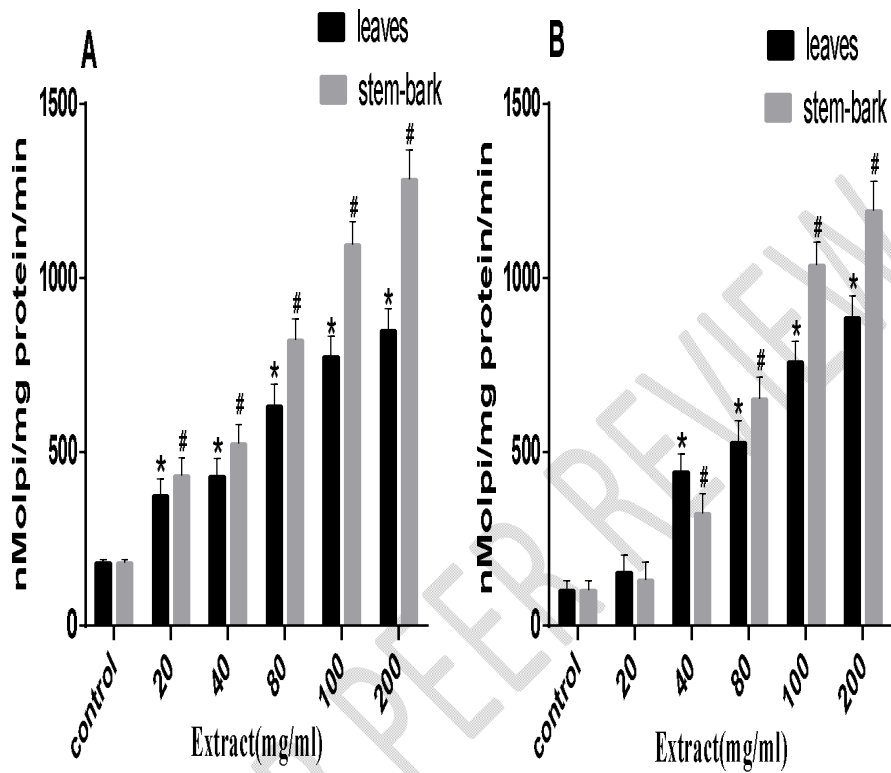 A
leaves
stem-bark
nMolpi/mg protein/min
1500
1000
500
0
* # * # * # * # * #
control 20 40 80 100 200
Extract(mg/ml)
B
leaves
stem-bark
nMolpi/mg protein/min
1500
1000
500
0
* # * # * # * #
control 20 40 80 100 200
Extract(mg/ml)
PEER REVIEW